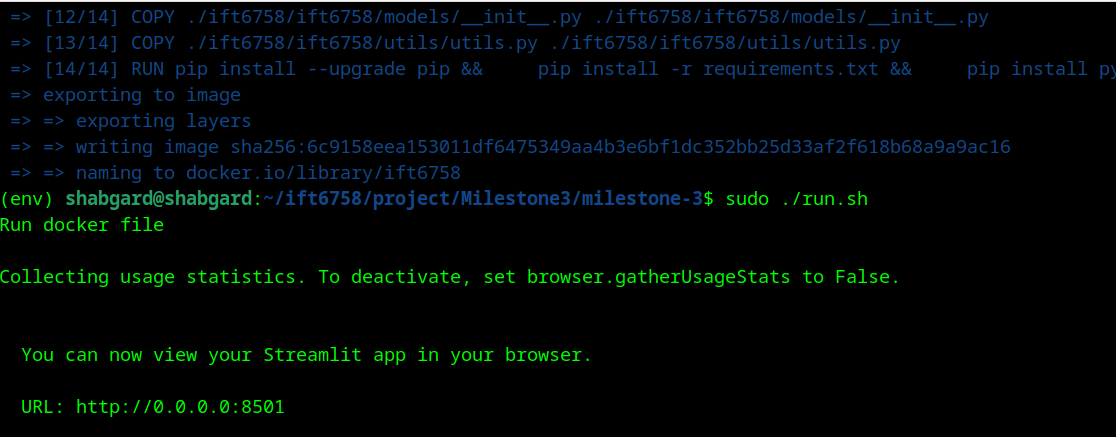 => [12/14] COPY ./ift6758/ift6758/models/__init__.py ./ift6758/ift6758/models/__init__.py
=> [13/14] COPY ./ift6758/ift6758/utils/utils.py ./ift6758/ift6758/utils/utils.py
=> [14/14] RUN pip install --upgrade pip &&     pip install -r requirements.txt &&     pip install py
=> exporting to image
=> => exporting layers
=> => writing image sha256:6c9158eea153011df6475349aa4b3e6bf1dc352bb25d33af2f618b68a9a9ac16
=> => naming to docker.io/library/ift6758
(env) shabgard@shabgard:~/ift6758/project/Milestone3/milestone-3$ sudo ./run.sh
Run docker file
Collecting usage statistics. To deactivate, set browser.gatherUsageStats to False.
You can now view your Streamlit app in your browser.
URL: http://0.0.0.0:8501